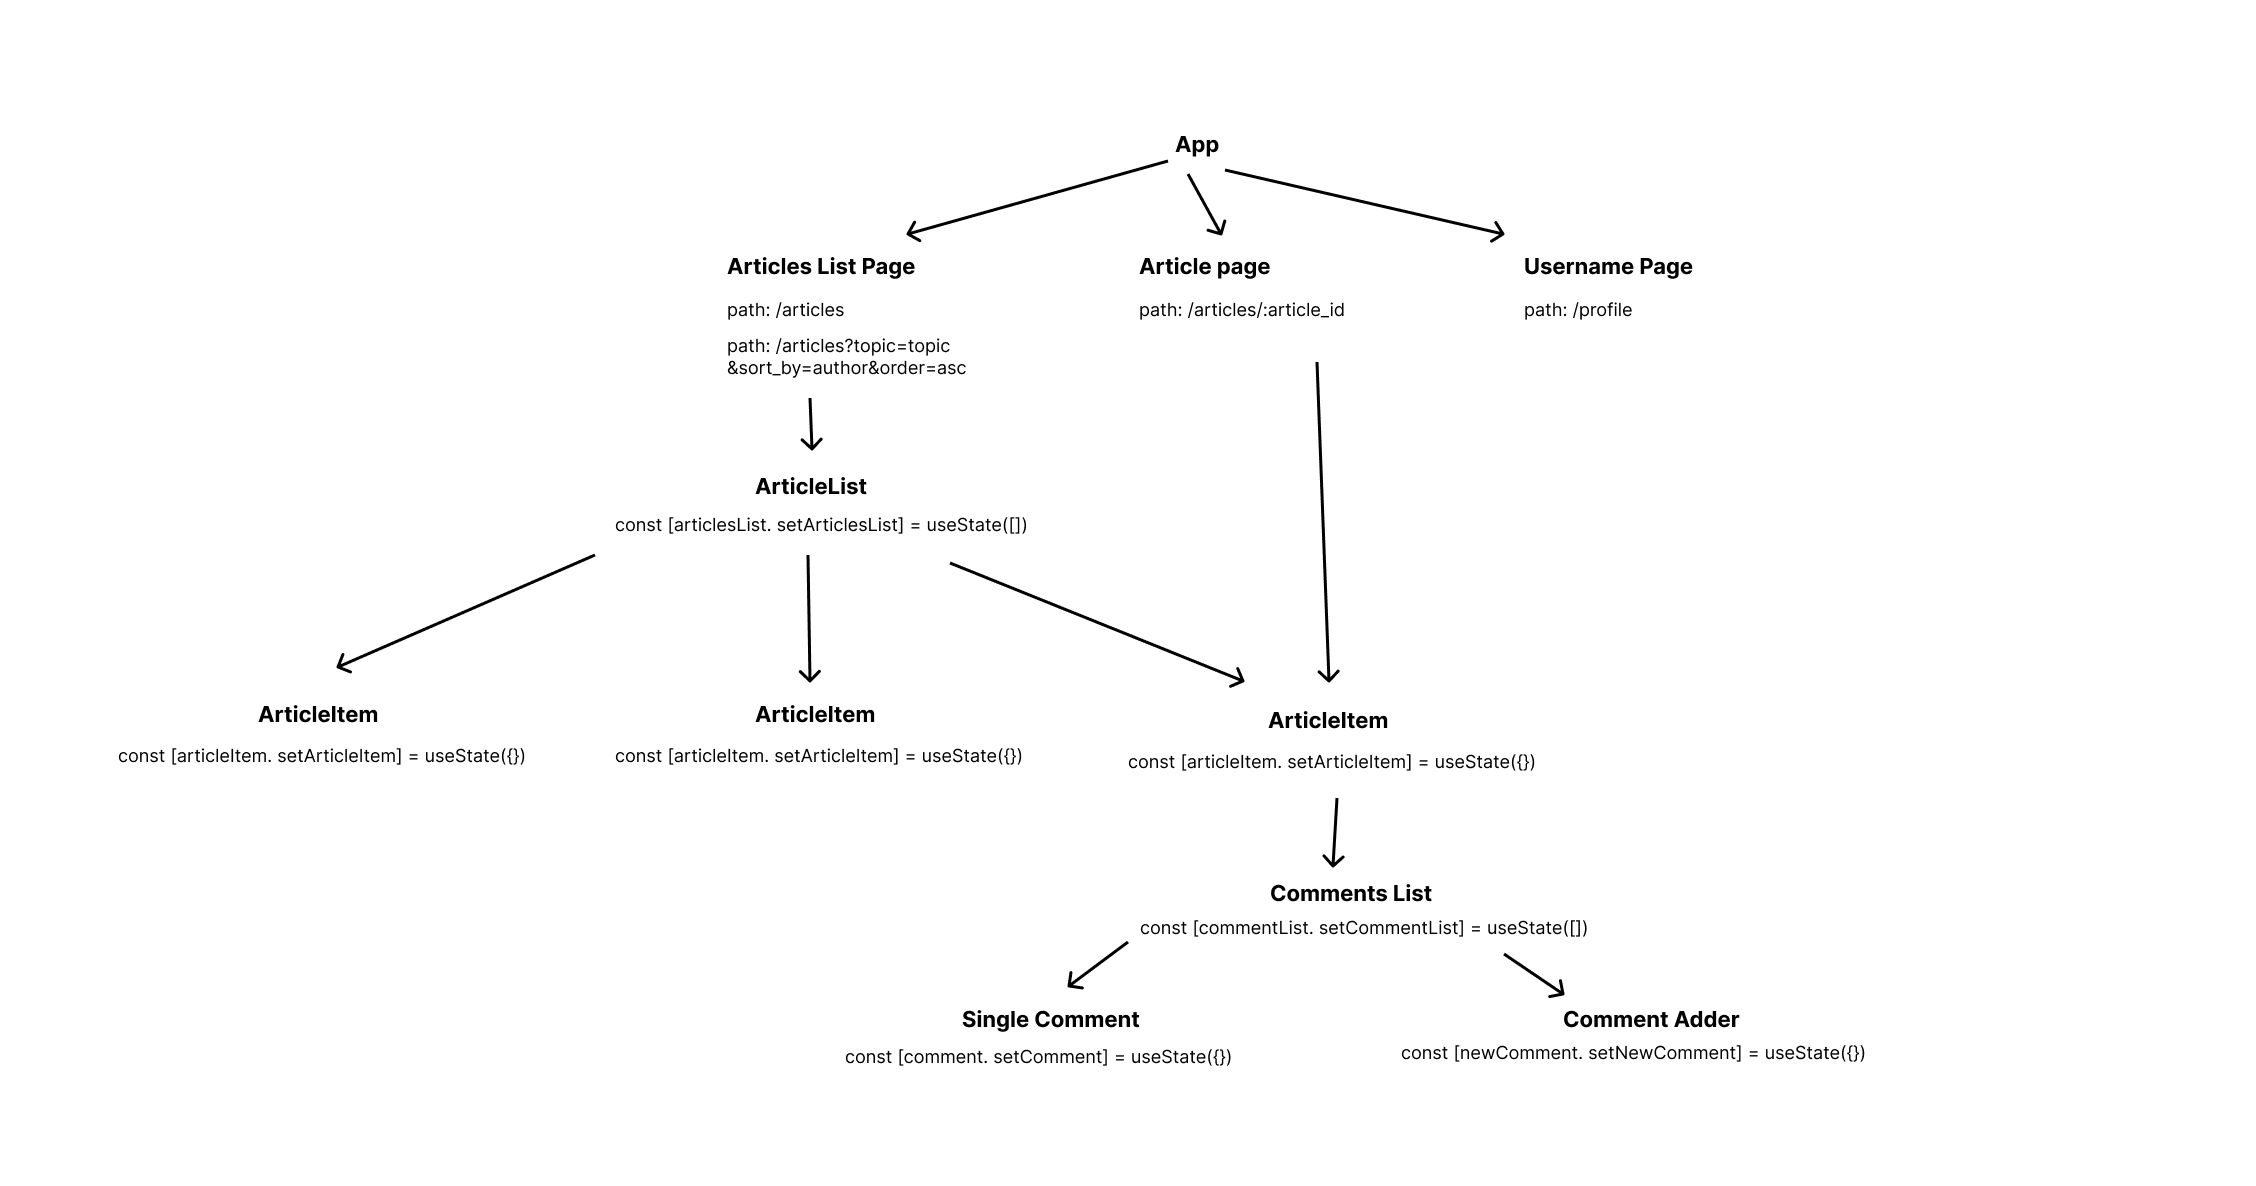 App
Articles List Page
path: /articles
path: /articles?topic=topic
&sort_by=author&order=asc
Article page
path: /articles/:article_id
Username Page
path: /profile
ArticleList
const [articlesList. setArticlesList] = useState([])
ArticleItem
const [articleItem. setArticleItem] = useState({})
ArticleItem
const [articleItem. setArticleItem] = useState({})
ArticleItem
const [articleItem. setArticleItem] = useState({})
Comments List
const [commentList. setCommentList] = useState([])
Single Comment
const [comment. setComment] = useState({})
Comment Adder
const [newComment. setNewComment] = useState({})